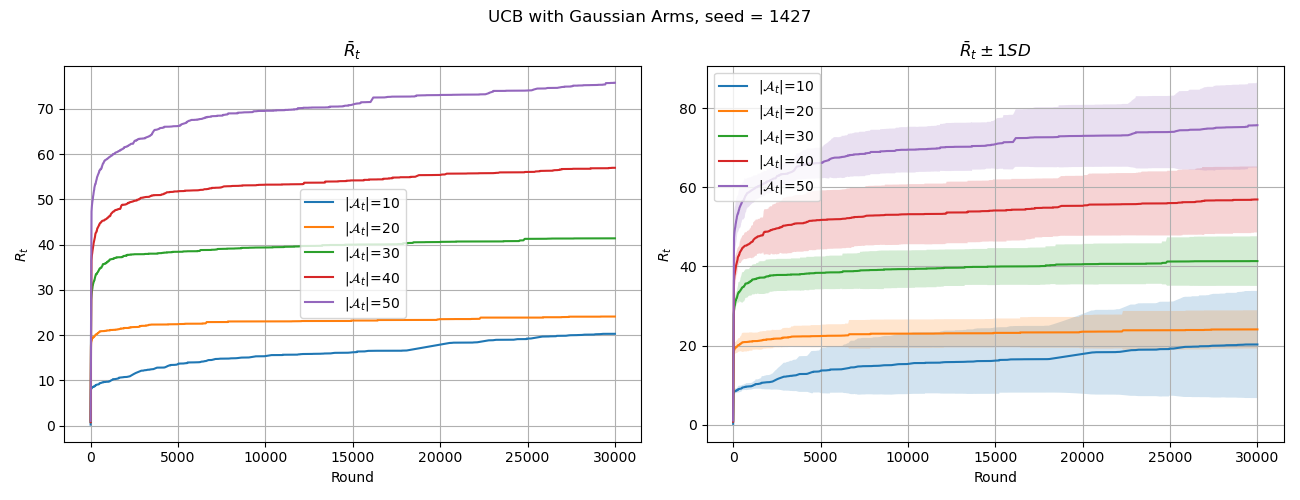 UCB with Gaussian Arms, seed = 1427
R̄ₜ
R̄ₜ ± 1SD
70
60
50
40
30
20
10
0
Rₜ
|𝒜ₜ|=10
|𝒜ₜ|=20
|𝒜ₜ|=30
|𝒜ₜ|=40
|𝒜ₜ|=50
0 5000 10000 15000 20000 25000 30000
Round
80
60
40
20
0
Rₜ
|𝒜ₜ|=10
|𝒜ₜ|=20
|𝒜ₜ|=30
|𝒜ₜ|=40
|𝒜ₜ|=50
0 5000 10000 15000 20000 25000 30000
Round